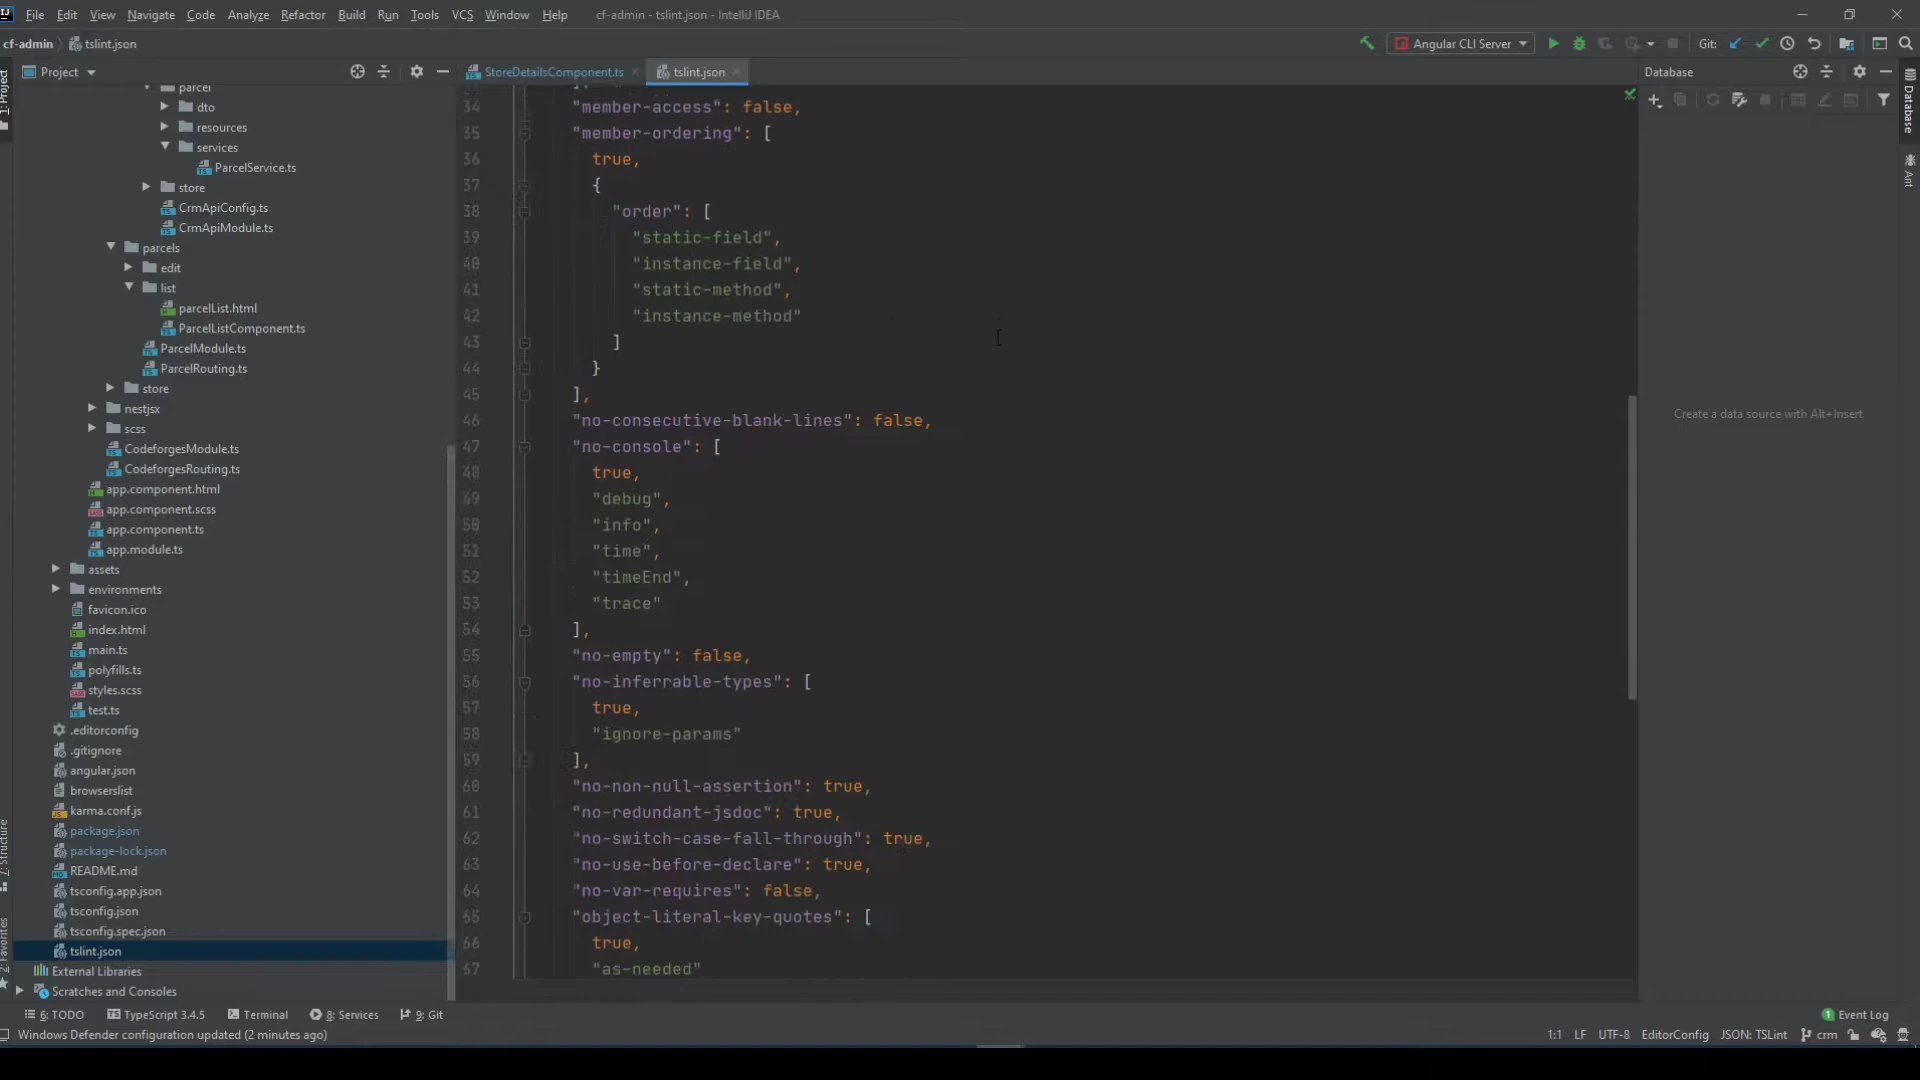 File Edit View Navigate Code Analyze Refactor Build Run Tools VCS Window Help cf-admin - tslint.json - IntelliJ IDEA
cf-admin tslint.json
Angular CLI Server
Git:
Project
StoreDetailsComponent.ts
tslint.json
Database
1: Project
parcel
dto
resources
services
ParcelService.ts
store
CrmApiConfig.ts
CrmApiModule.ts
parcels
edit
list
parcelList.html
ParcelListComponent.ts
ParcelModule.ts
ParcelRouting.ts
store
nestjsx
scss
CodeforgesModule.ts
CodeforgesRouting.ts
app.component.html
app.component.scss
app.component.ts
app.module.ts
assets
environments
favicon.ico
index.html
main.ts
polyfills.ts
styles.scss
test.ts
.editorconfig
.gitignore
angular.json
browserslist
karma.conf.js
package.json
package-lock.json
README.md
tsconfig.app.json
tsconfig.json
tsconfig.spec.json
tslint.json
External Libraries
Scratches and Consoles
7: Structure
2: Favorites
34 "member-access": false,
35 "member-ordering": [
36 true,
37 {
38 "order": [
39 "static-field",
40 "instance-field",
41 "static-method",
42 "instance-method"
43 ]
44 }
45 ],
46 "no-consecutive-blank-lines": false,
47 "no-console": [
48 true,
49 "debug",
50 "info",
51 "time",
52 "timeEnd",
53 "trace"
54 ],
55 "no-empty": false,
56 "no-inferrable-types": [
57 true,
58 "ignore-params"
59 ],
60 "no-non-null-assertion": true,
61 "no-redundant-jsdoc": true,
62 "no-switch-case-fall-through": true,
63 "no-use-before-declare": true,
64 "no-var-requires": false,
65 "object-literal-key-quotes": [
66 true,
67 "as-needed"
Create a data source with Alt+Insert
Database
Ant
6: TODO TypeScript 3.4.5 Terminal 8: Services 9: Git
1 Event Log
Windows Defender configuration updated (2 minutes ago)
1:1 LF UTF-8 EditorConfig JSON: TSLint crm